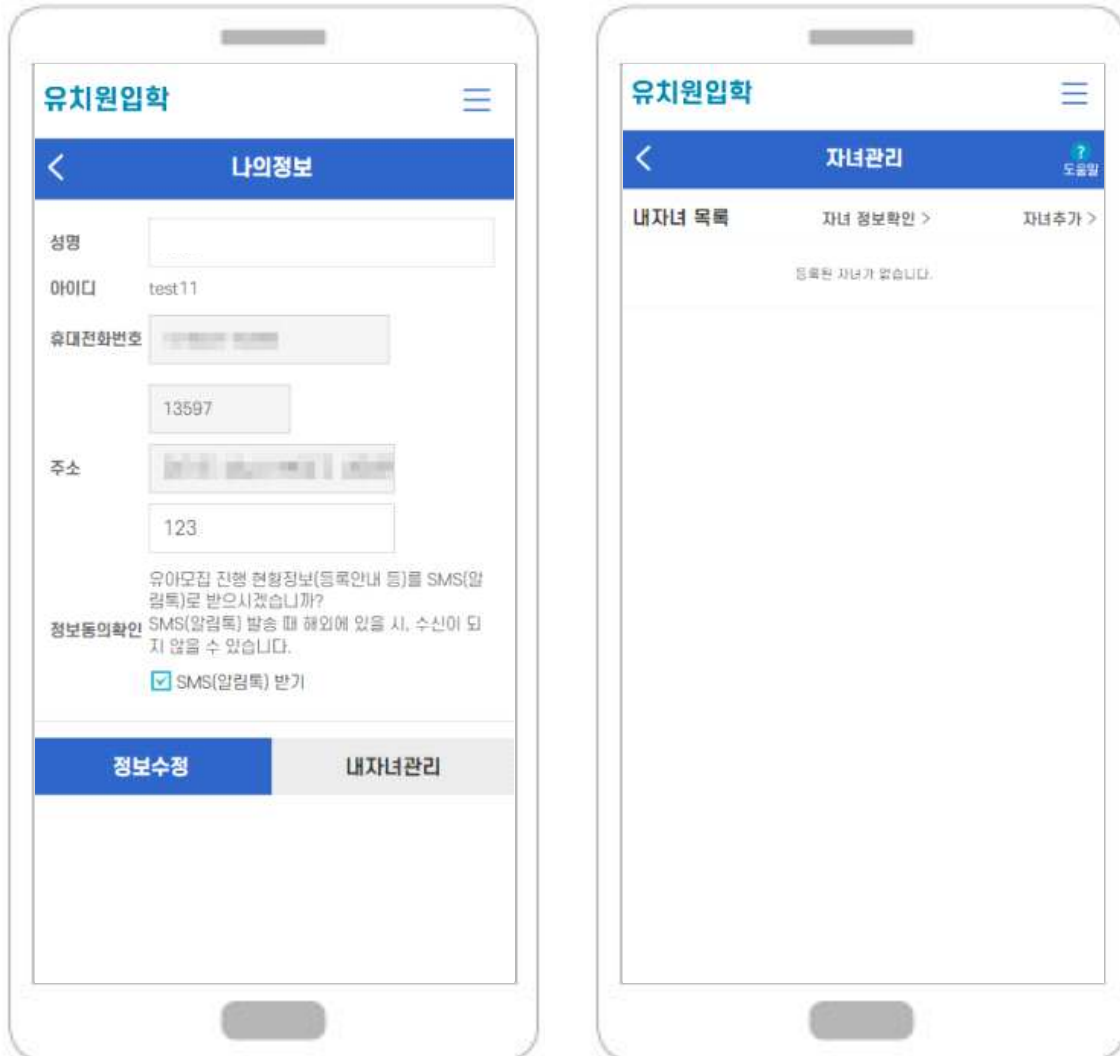 유치원입학
나의정보
성명
아이디 test11
휴대전화번호
13597
주소
123
유아모집 진행 현황정보(등록안내 등)를 SMS(알
림톡)로 받으시겠습니까?
정보동의확인 SMS(알림톡) 발송 때 해외에 있을 시, 수신이 되
지 않을 수 있습니다.
SMS(알림톡) 받기
정보수정 내자녀관리
유치원입학
자녀관리 ?
도움말
내자녀 목록 자녀 정보확인 > 자녀추가 >
등록된 자녀가 없습니다.